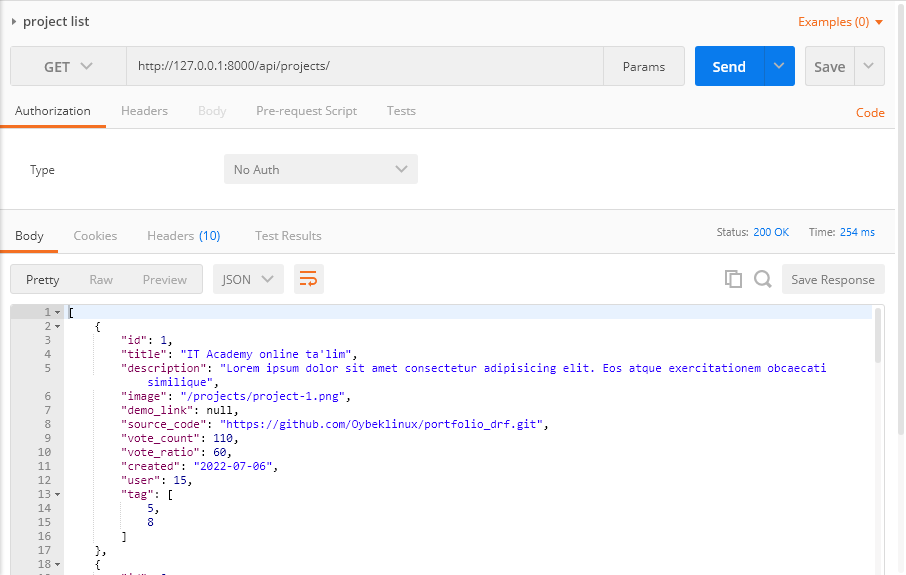 project list
Examples (0)
GET http://127.0.0.1:8000/api/projects/ Params Send Save
Authorization Headers Body Pre-request Script Tests Code
Type No Auth
Body Cookies Headers (10) Test Results Status: 200 OK Time: 254 ms
Pretty Raw Preview JSON Save Response
1 [
2 {
3 "id": 1,
4 "title": "IT Academy online ta'lim",
5 "description": "Lorem ipsum dolor sit amet consectetur adipisicing elit. Eos atque exercitationem obcaecati
similique",
6 "image": "/projects/project-1.png",
7 "demo_link": null,
8 "source_code": "https://github.com/Oybeklinux/portfolio_drf.git",
9 "vote_count": 110,
10 "vote_ratio": 60,
11 "created": "2022-07-06",
12 "user": 15,
13 "tag": [
14 5,
15 8
16 ]
17 },
18 {